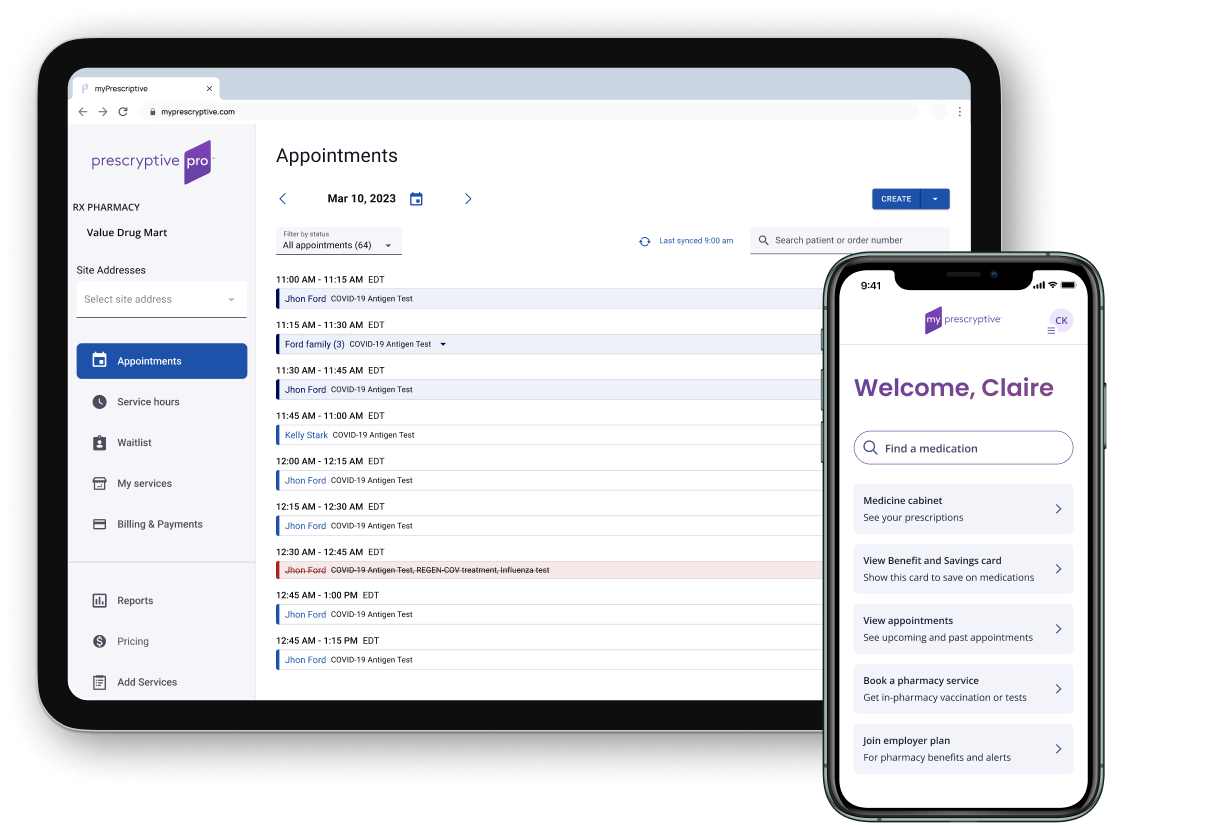 myPrescriptive
myprescryptive.com
prescryptive pro
RX PHARMACY
Value Drug Mart
Site Addresses
Select site address
Appointments
Service hours
Waitlist
My services
Billing & Payments
Reports
Pricing
Add Services
Appointments
Mar 10, 2023
CREATE
Filter by status
All appointments (64)
Last synced 9:00 am
Search patient or order number
11:00 AM - 11:15 AM EDT
Jhon Ford COVID-19 Antigen Test
11:15 AM - 11:30 AM EDT
Ford family (3) COVID-19 Antigen Test
11:30 AM - 11:45 AM EDT
Jhon Ford COVID-19 Antigen Test
11:45 AM - 11:00 AM EDT
Kelly Stark COVID-19 Antigen Test
12:00 AM - 12:15 AM EDT
Jhon Ford COVID-19 Antigen Test
12:15 AM - 12:30 AM EDT
Jhon Ford COVID-19 Antigen Test
12:30 AM - 12:45 AM EDT
Jhon Ford COVID-19 Antigen Test, REGEN-COV treatment, Influenza test
12:45 AM - 1:00 PM EDT
Jhon Ford COVID-19 Antigen Test
12:45 AM - 1:15 PM EDT
Jhon Ford COVID-19 Antigen Test
9:41
my prescryptive
CK
Welcome, Claire
Find a medication
Medicine cabinet
See your prescriptions
View Benefit and Savings card
Show this card to save on medications
View appointments
See upcoming and past appointments
Book a pharmacy service
Get in-pharmacy vaccination or tests
Join employer plan
For pharmacy benefits and alerts